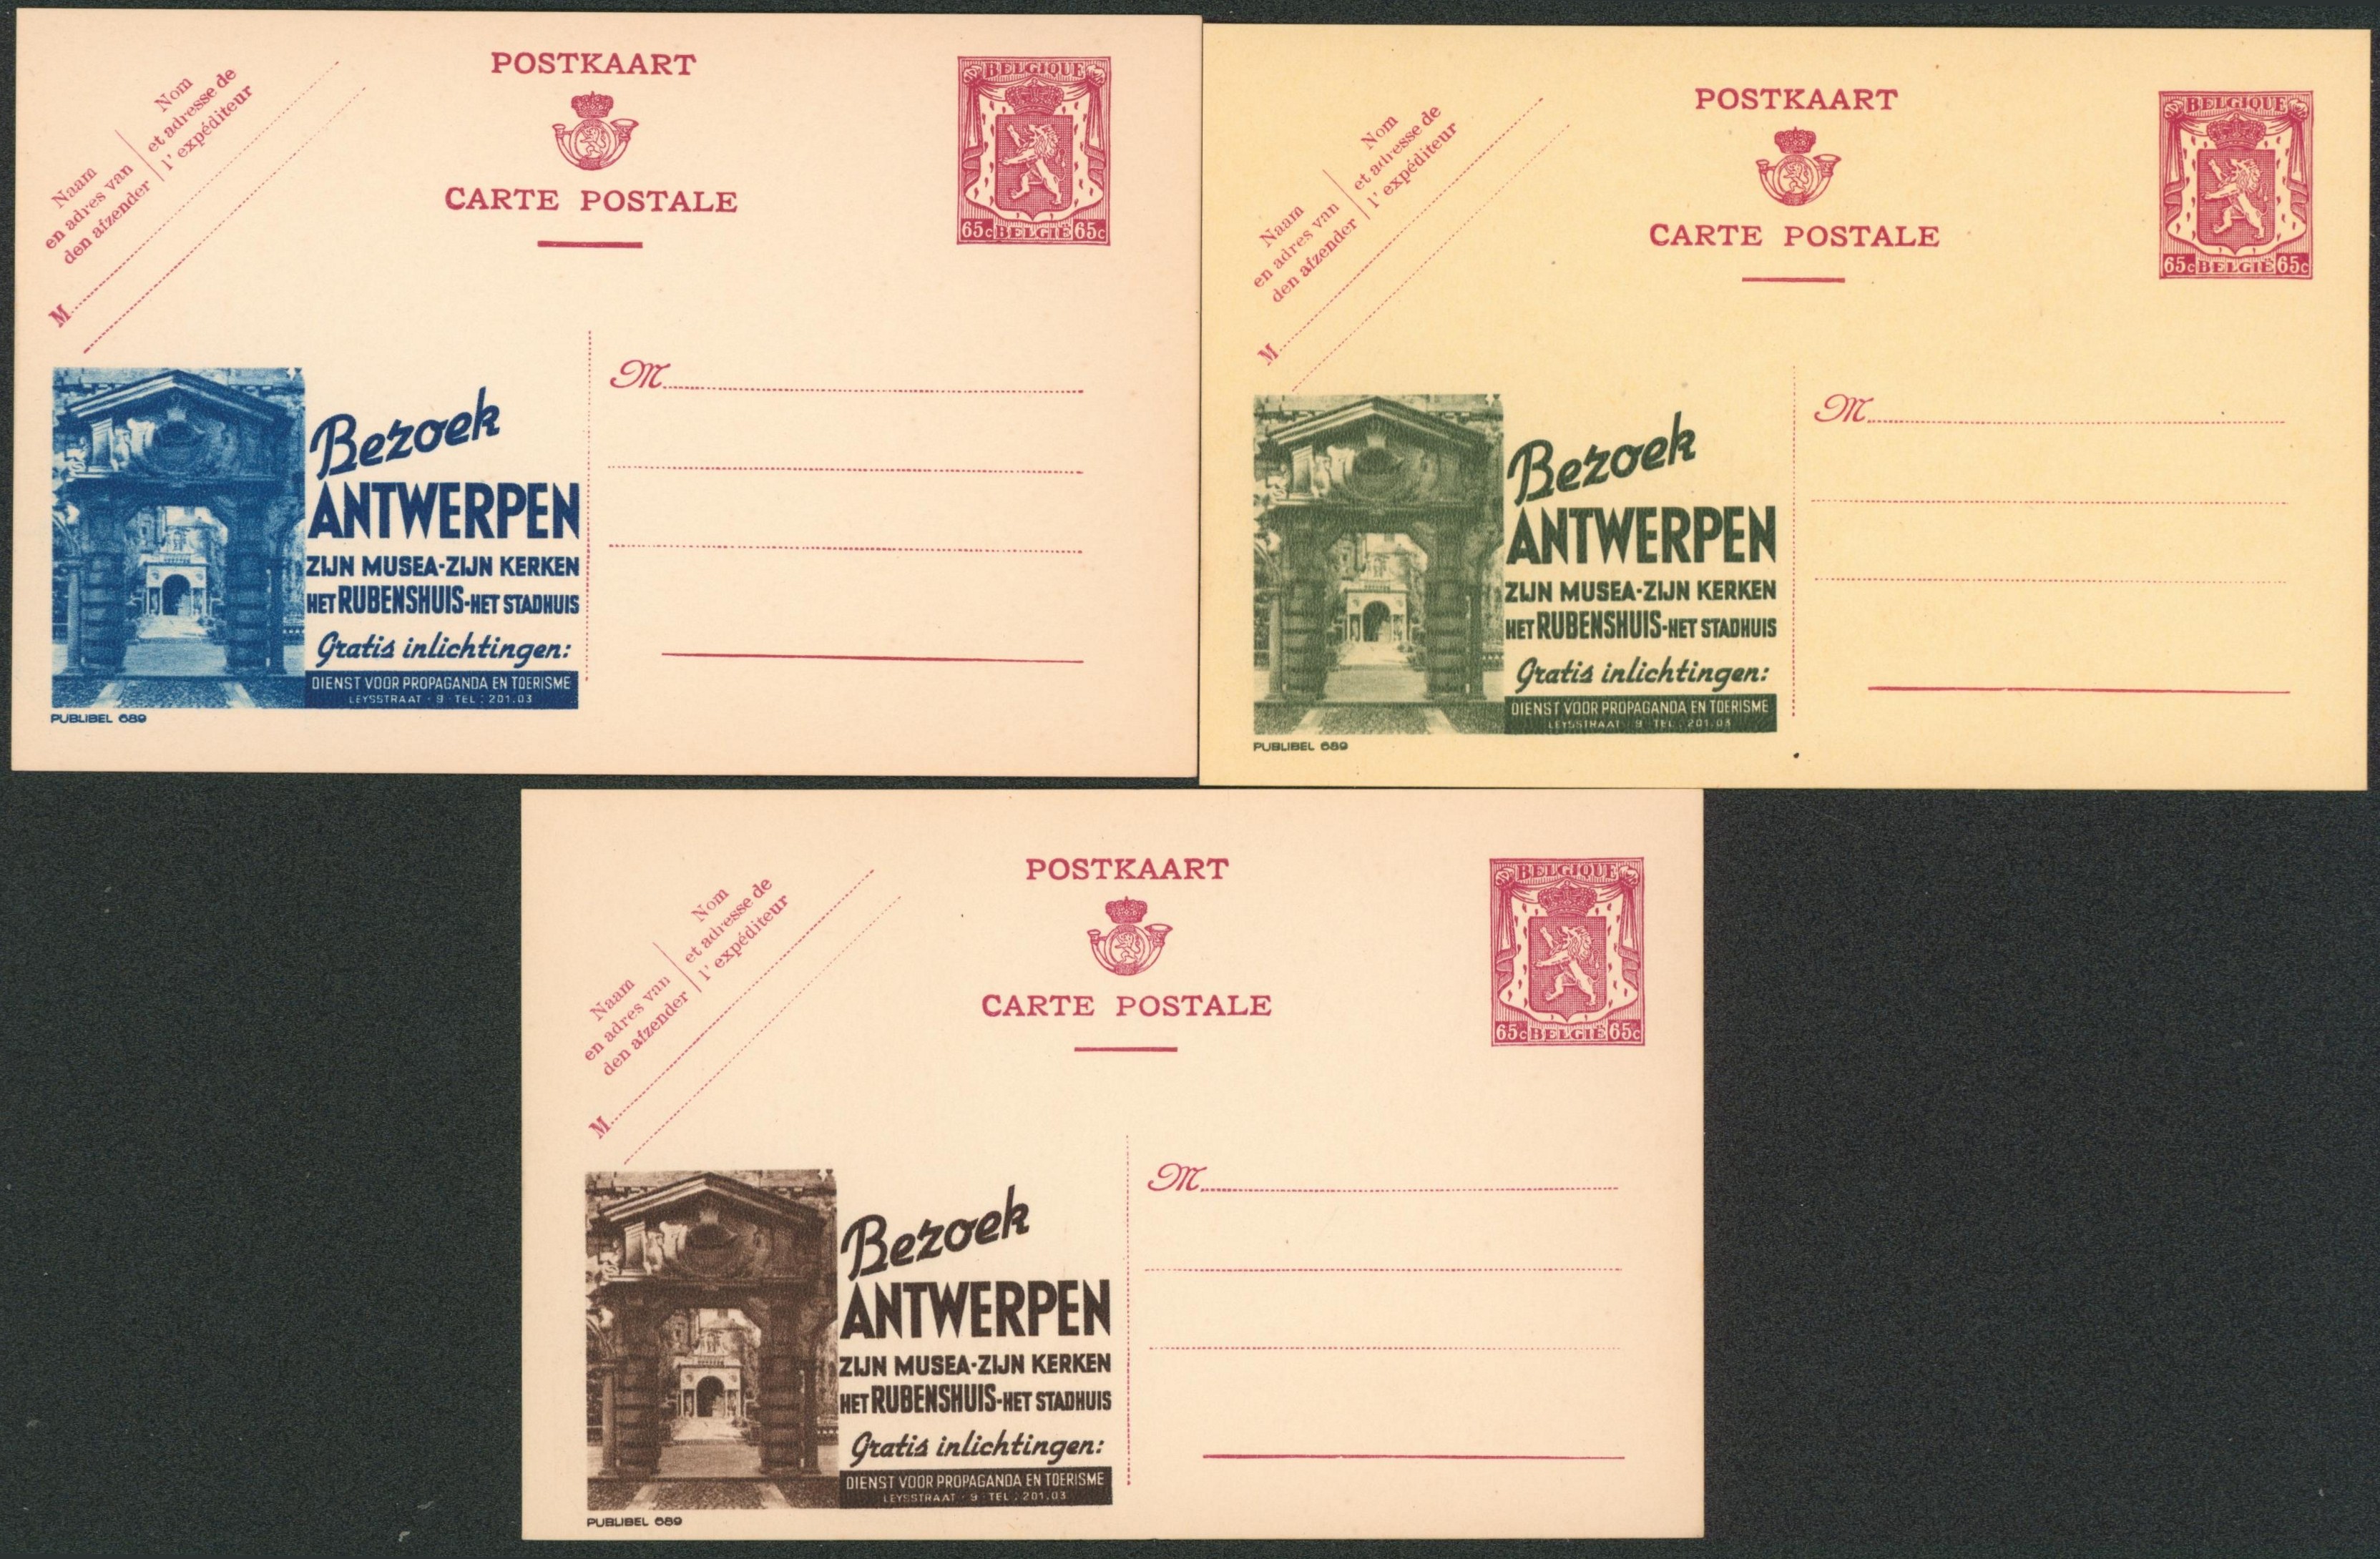 POSTKAART
CARTE POSTALE
Naam
en adres van
den afzender
Nom
et adresse de
l' expéditeur
M
BELGIQUE
65c BELGIË 65c
M
Bezoek
ANTWERPEN
ZIJN MUSEA-ZIJN KERKEN
HET RUBENSHUIS-HET STADHUIS
Gratis inlichtingen:
DIENST VOOR PROPAGANDA EN TOERISME
LEYSSTRAAT · 9 · TEL : 201.03
PUBLIBEL 689
POSTKAART
CARTE POSTALE
Naam
en adres van
den afzender
Nom
et adresse de
l' expéditeur
M
BELGIQUE
65c BELGIË 65c
M
Bezoek
ANTWERPEN
ZIJN MUSEA-ZIJN KERKEN
HET RUBENSHUIS-HET STADHUIS
Gratis inlichtingen:
DIENST VOOR PROPAGANDA EN TOERISME
LEYSSTRAAT 9 TEL : 201.03
PUBLIBEL 689
POSTKAART
CARTE POSTALE
Naam
en adres van
den afzender
Nom
et adresse de
l' expéditeur
M
BELGIQUE
65c BELGIË 65c
M
Bezoek
ANTWERPEN
ZIJN MUSEA-ZIJN KERKEN
HET RUBENSHUIS-HET STADHUIS
Gratis inlichtingen:
DIENST VOOR PROPAGANDA EN TOERISME
LEYSSTRAAT · 9 · TEL : 201.03
PUBLIBEL 689